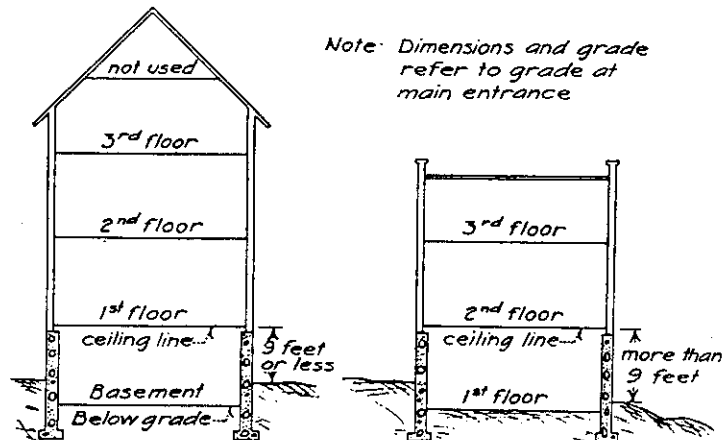 Note: Dimensions and grade
refer to grade at
main entrance
not used
3rd floor
2nd floor
1st floor
ceiling line
9 feet
or less
Basement
Below grade
3rd floor
2nd floor
ceiling line
more than
9 feet
1st floor